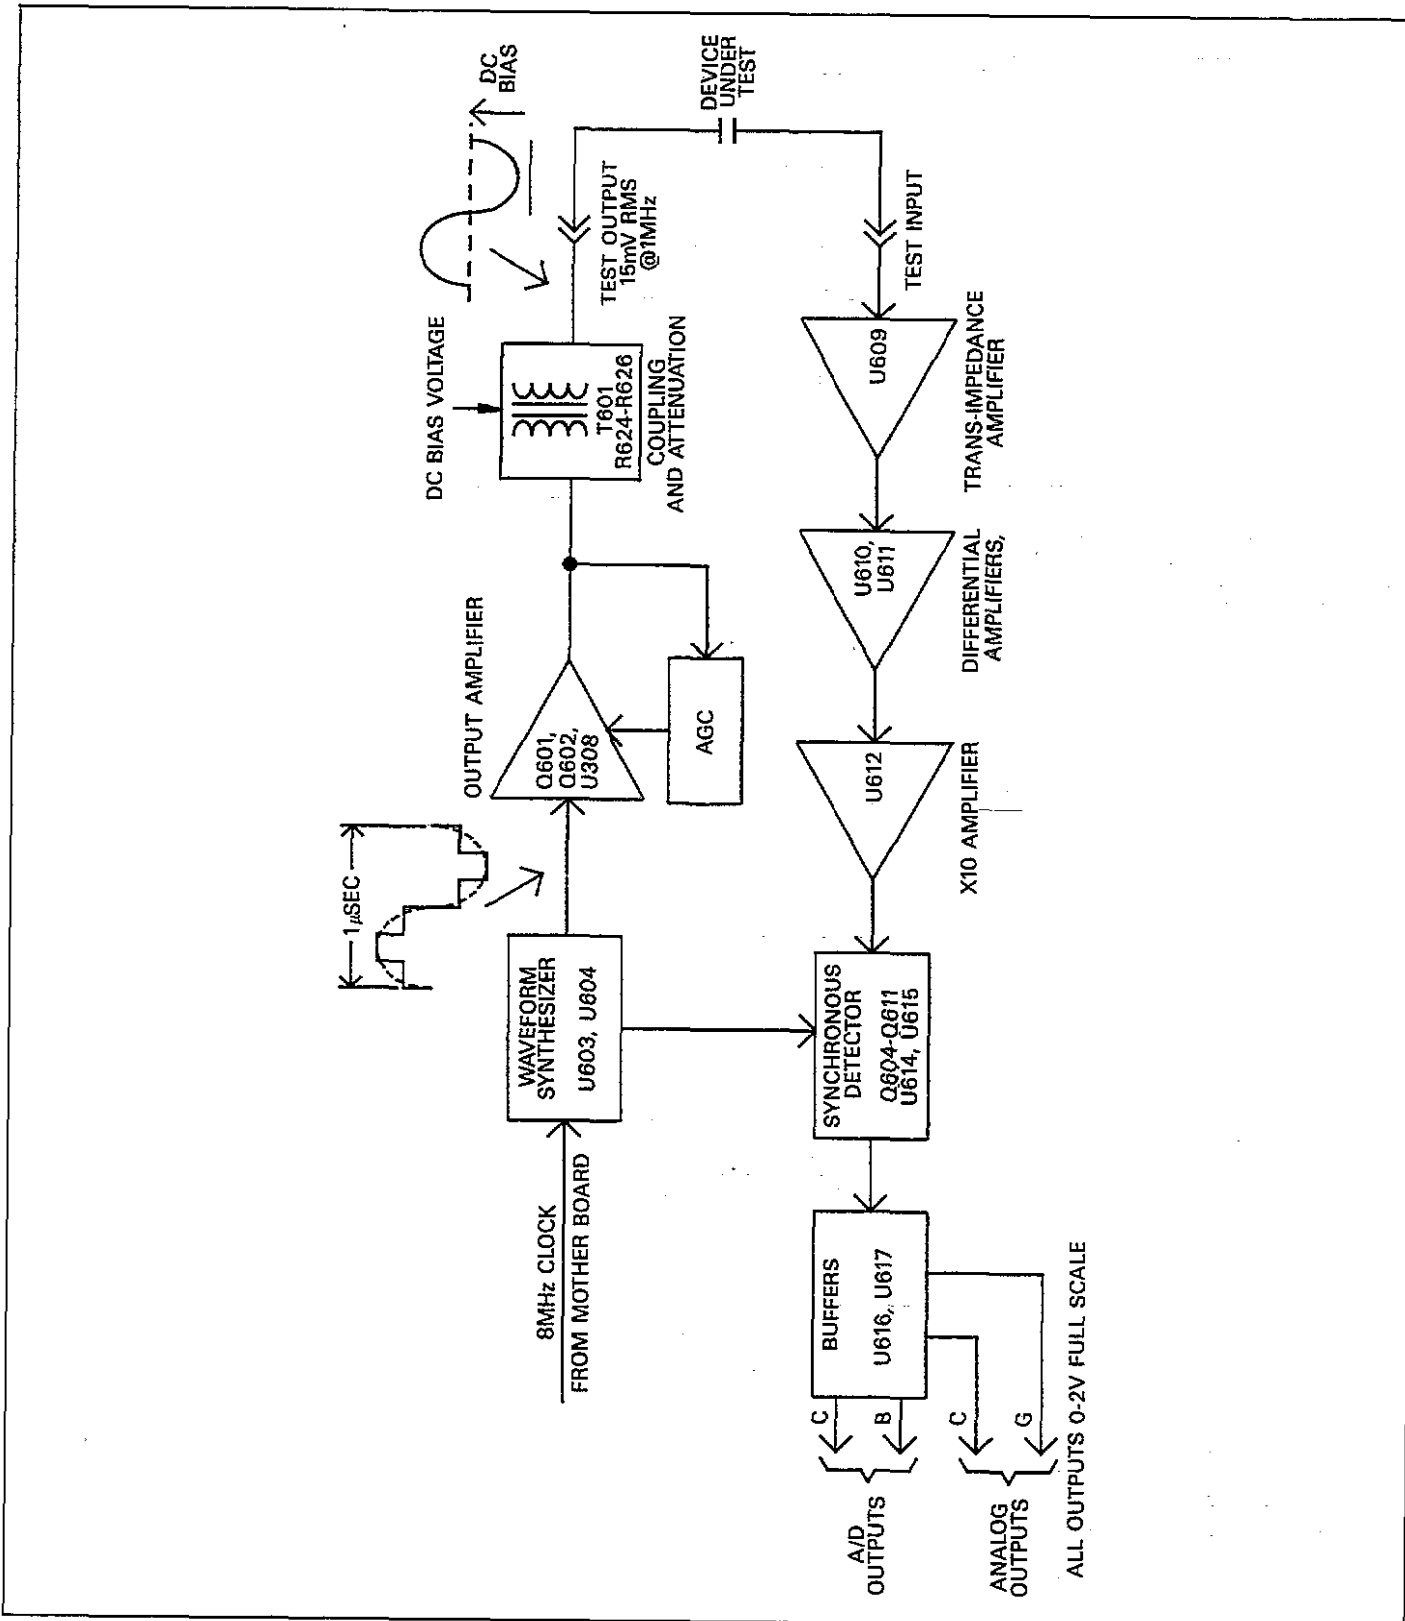 1µSEC
8MHz CLOCK
FROM MOTHER BOARD
WAVEFORM
SYNTHESIZER
U603, U604
OUTPUT AMPLIFIER
Q601,
Q602,
U308
AGC
DC BIAS VOLTAGE
T601
R624-R626
COUPLING
AND ATTENUATION
DC
BIAS
TEST OUTPUT
15mV RMS
@1MHz
DEVICE
UNDER
TEST
TEST INPUT
U609
TRANS-IMPEDANCE
AMPLIFIER
U610,
U611
DIFFERENTIAL
AMPLIFIERS,
U612
X10 AMPLIFIER
SYNCHRONOUS
DETECTOR
Q604-Q611
U614, U615
BUFFERS
U616, U617
C
B
C
G
A/D
OUTPUTS
ANALOG
OUTPUTS
ALL OUTPUTS 0-2V FULL SCALE